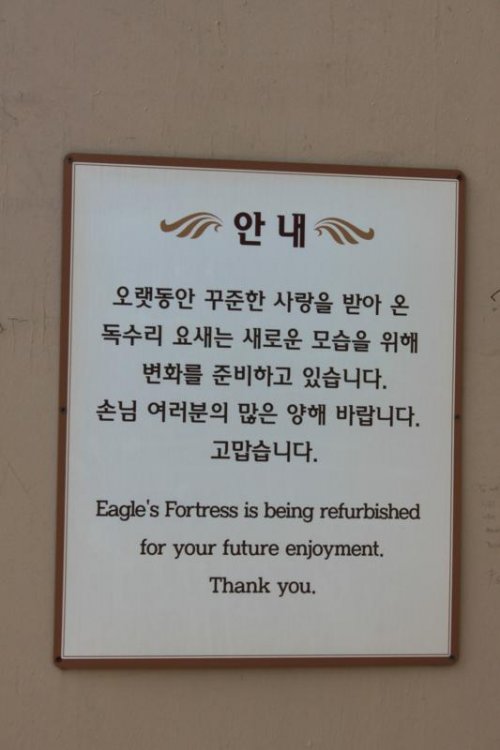 안내
오랫동안 꾸준한 사랑을 받아 온
독수리 요새는 새로운 모습을 위해
변화를 준비하고 있습니다.
손님 여러분의 많은 양해 바랍니다.
고맙습니다.
Eagle's Fortress is being refurbished
for your future enjoyment.
Thank you.